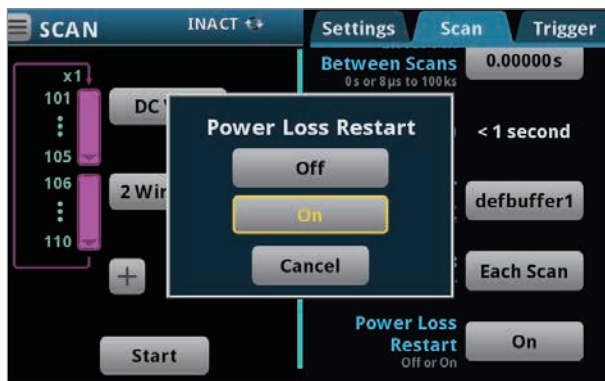 SCAN
INACT
Settings
Scan
Trigger
x1
101
105
106
110
DC
2 Wir
Start
Between Scans
0s or 8µs to 100ks
0.00000 s
< 1 second
defbuffer1
Each Scan
Power Loss
Restart
Off or On
On
Power Loss Restart
Off
On
Cancel